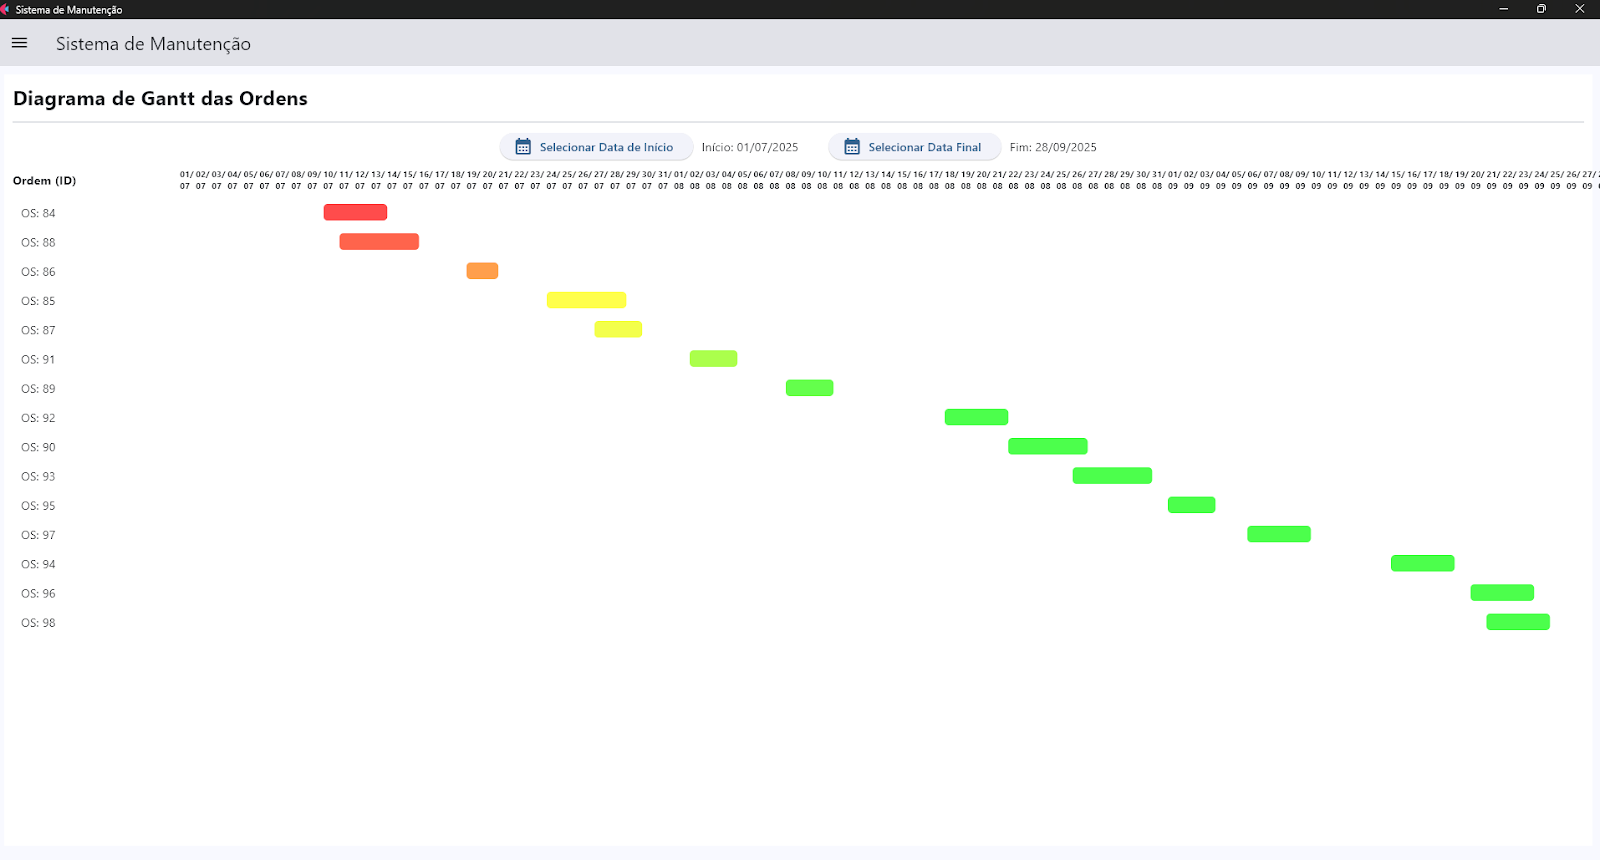 Sistema de Manutenção
Sistema de Manutenção
Diagrama de Gantt das Ordens
Selecionar Data de Início Início: 01/07/2025 Selecionar Data Final Fim: 28/09/2025
Ordem (ID) 01/07 02/07 03/07 04/07 05/07 06/07 07/07 08/07 09/07 10/07 11/07 12/07 13/07 14/07 15/07 16/07 17/07 18/07 19/07 20/07 21/07 22/07 23/07 24/07 25/07 26/07 27/07 28/07 29/07 30/07 31/07 01/08 02/08 03/08 04/08 05/08 06/08 07/08 08/08 09/08 10/08 11/08 12/08 13/08 14/08 15/08 16/08 17/08 18/08 19/08 20/08 21/08 22/08 23/08 24/08 25/08 26/08 27/08 28/08 29/08 30/08 31/08 01/09 02/09 03/09 04/09 05/09 06/09 07/09 08/09 09/09 10/09 11/09 12/09 13/09 14/09 15/09 16/09 17/09 18/09 19/09 20/09 21/09 22/09 23/09 24/09 25/09 26/09 27/09
OS: 84
OS: 88
OS: 86
OS: 85
OS: 87
OS: 91
OS: 89
OS: 92
OS: 90
OS: 93
OS: 95
OS: 97
OS: 94
OS: 96
OS: 98